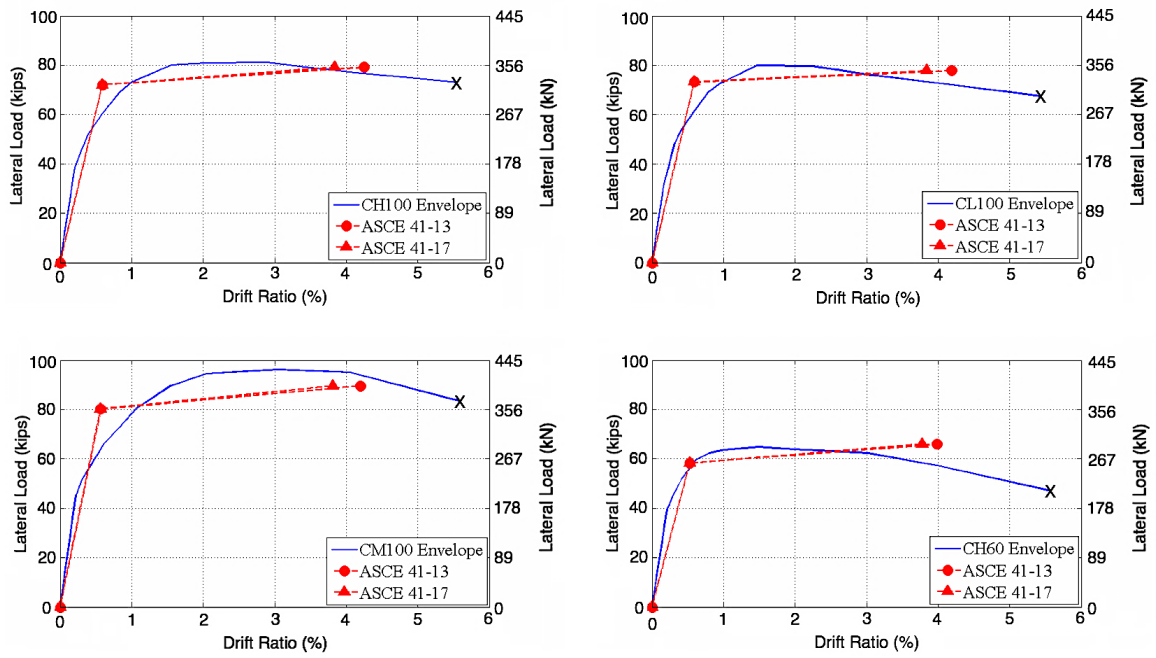 100
80
60
40
20
0
Lateral Load (kips)
445
356
267
178
89
0
Lateral Load (kN)
CH100 Envelope
ASCE 41-13
ASCE 41-17
0 1 2 3 4 5 6
Drift Ratio (%)
X
100
80
60
40
20
0
Lateral Load (kips)
445
356
267
178
89
0
Lateral Load (kN)
CL100 Envelope
ASCE 41-13
ASCE 41-17
0 1 2 3 4 5 6
Drift Ratio (%)
X
100
80
60
40
20
0
Lateral Load (kips)
445
356
267
178
89
0
Lateral Load (kN)
CM100 Envelope
ASCE 41-13
ASCE 41-17
0 1 2 3 4 5 6
Drift Ratio (%)
X
100
80
60
40
20
0
Lateral Load (kips)
445
356
267
178
89
0
Lateral Load (kN)
CH60 Envelope
ASCE 41-13
ASCE 41-17
0 1 2 3 4 5 6
Drift Ratio (%)
X